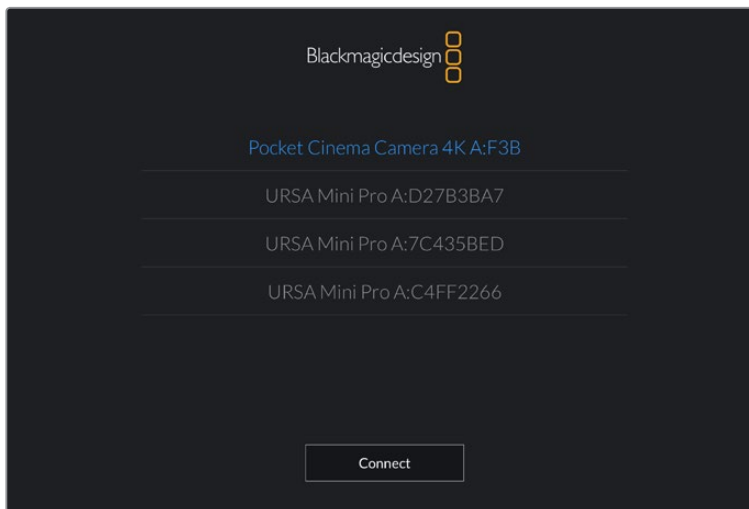 Blackmagicdesign
Pocket Cinema Camera 4K A:F3B
URSA Mini Pro A:D27B3BA7
URSA Mini Pro A:7C435BED
URSA Mini Pro A:C4FF2266
Connect